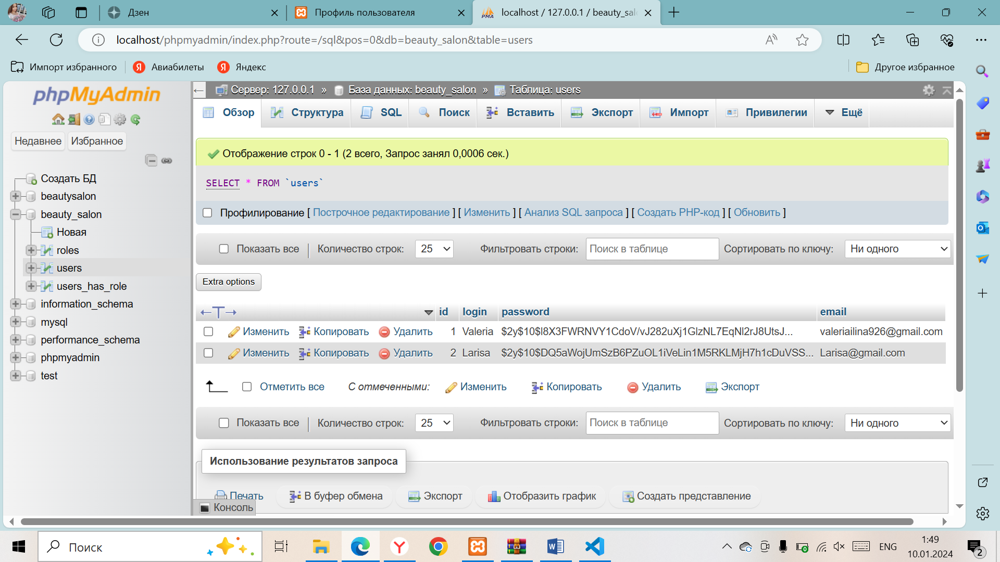 Дзен
Профиль пользователя
localhost / 127.0.0.1 / beauty_sal
localhost/phpmyadmin/index.php?route=/sql&pos=0&db=beauty_salon&table=users
Импорт избранного
Авиабилеты
Яндекс
Другое избранное
phpMyAdmin
Недавнее
Избранное
Создать БД
beautysalon
beauty_salon
Новая
roles
users
users_has_role
information_schema
mysql
performance_schema
phpmyadmin
test
Сервер: 127.0.0.1 » База данных: beauty_salon » Таблица: users
Обзор Структура SQL Поиск Вставить Экспорт Импорт Привилегии Ещё
Отображение строк 0 - 1 (2 всего, Запрос занял 0,0006 сек.)
SELECT * FROM `users`
Профилирование [ Построчное редактирование ] [ Изменить ] [ Анализ SQL запроса ] [ Создать PHP-код ] [ Обновить ]
Показать все Количество строк: 25 Фильтровать строки: Поиск в таблице Сортировать по ключу: Ни одного
Extra options
←T→ id login password email
Изменить Копировать Удалить 1 Valeria $2y$10$l8X3FWRNVY1CdoV/vJ282uXj1GlzNL7EqNl2rJ8UtsJ... valeriailina926@gmail.com
Изменить Копировать Удалить 2 Larisa $2y$10$DQ5aWojUmSzB6PZuOL1iVeLin1M5RKLMjH7h1cDuVSS... Larisa@gmail.com
Отметить все С отмеченными: Изменить Копировать Удалить Экспорт
Показать все Количество строк: 25 Фильтровать строки: Поиск в таблице Сортировать по ключу: Ни одного
Использование результатов запроса
Печать В буфер обмена Экспорт Отобразить график Создать представление
Консоль
Поиск
ENG
1:49
10.01.2024
2